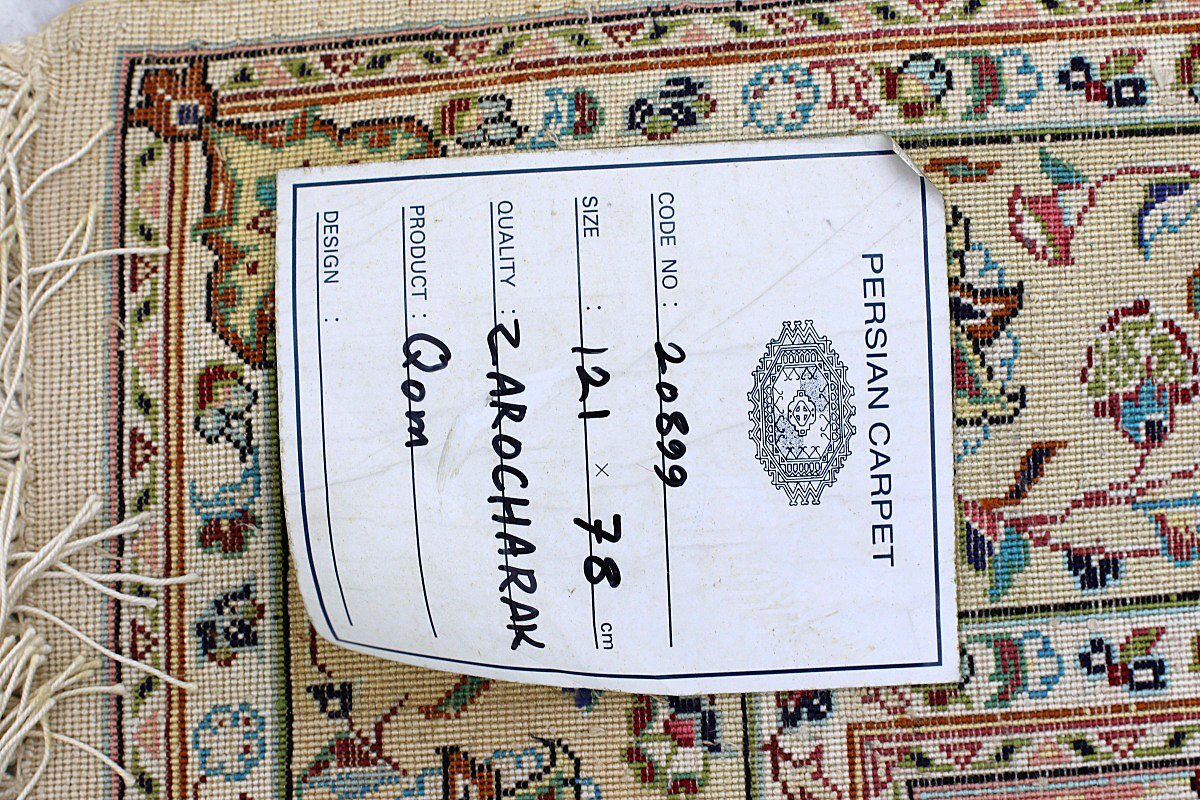 PERSIAN CARPET
CODE NO : 20899
SIZE : 121 × 78 cm
QUALITY : ZAROCHARAK
PRODUCT : Qom
DESIGN :